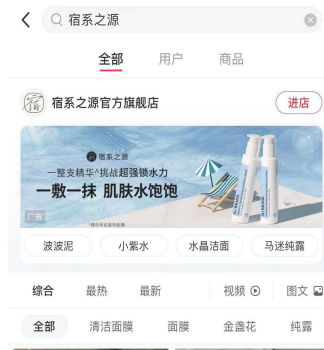 宿系之源
全部 用户 商品
宿系之源官方旗舰店 进店
宿系之源
一整支精华^挑战超强锁水力
一敷一抹 肌肤水饱饱
广告
波波泥 小紫水 水晶洁面 马迷纯露
综合 最热 最新 视频 图文
全部 清洁面膜 面膜 金盏花 纯露